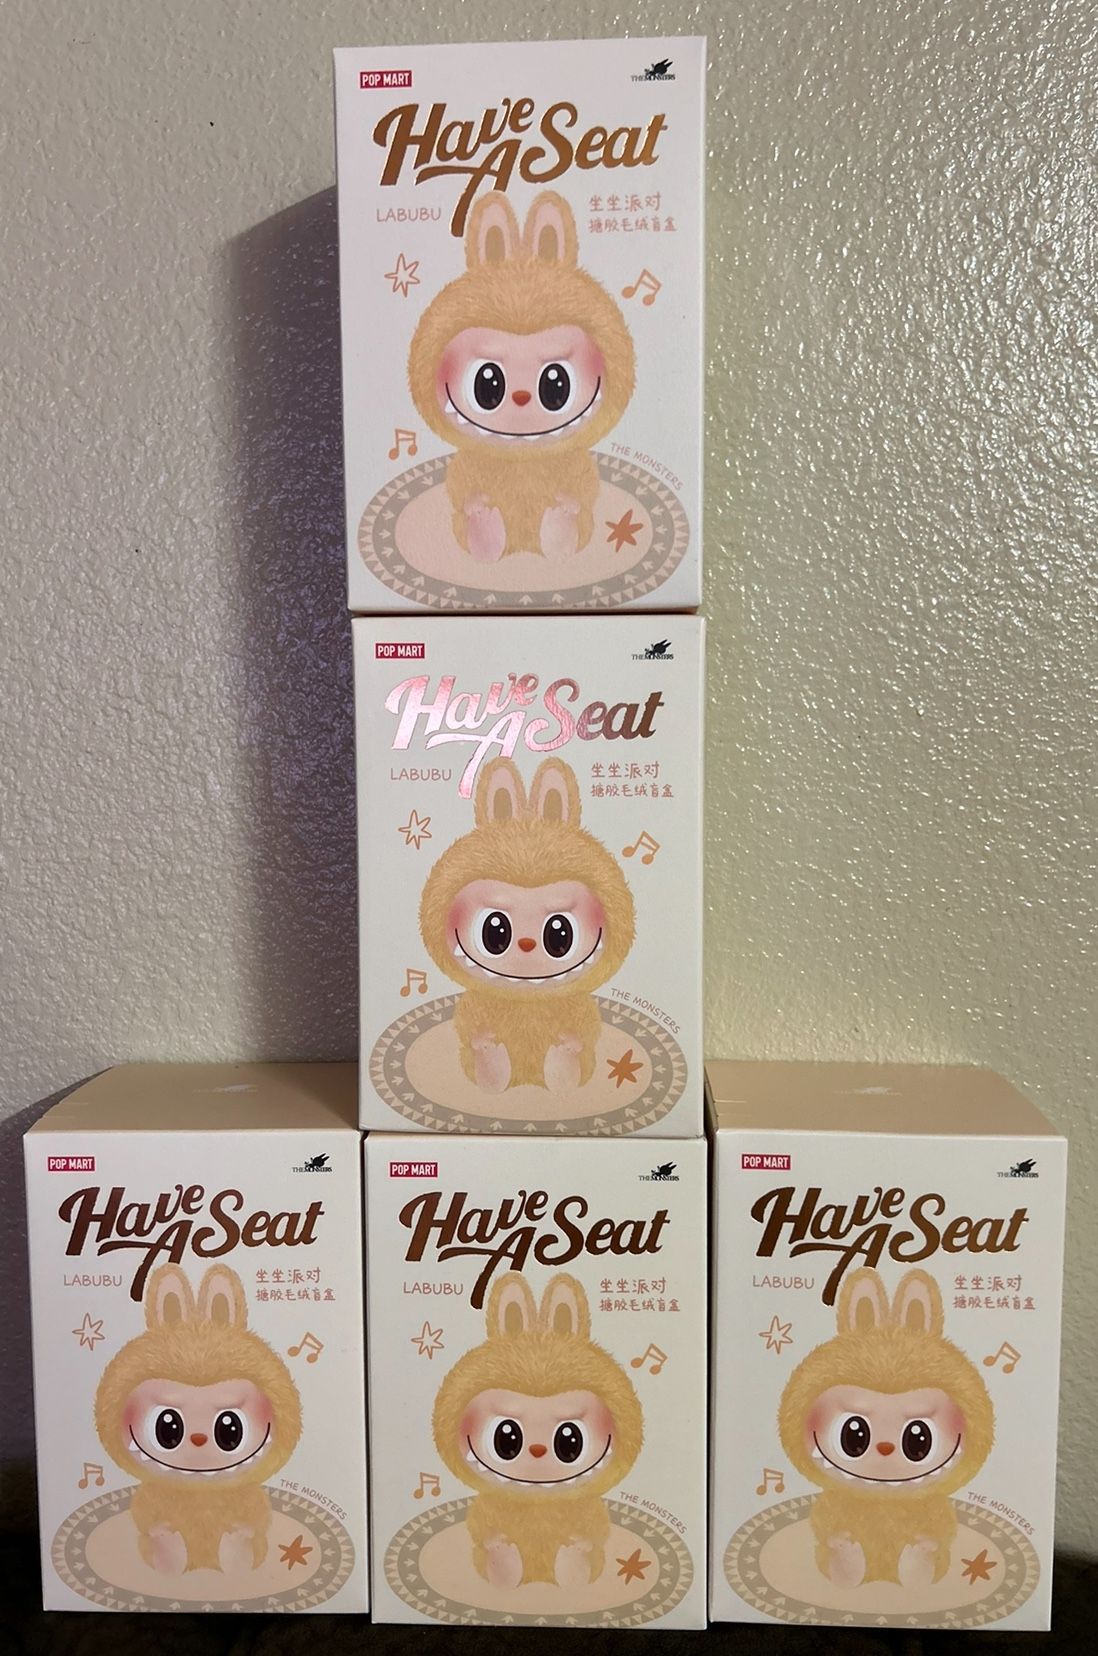 POP MART
THE MONSTERS
Have A Seat
LABUBU
坐坐派对
搪胶毛绒盲盒
THE MONSTERS
POP MART
THE MONSTERS
Have A Seat
LABUBU
坐坐派对
搪胶毛绒盲盒
THE MONSTERS
POP MART
THE MONSTERS
Have A Seat
LABUBU
坐坐派对
搪胶毛绒盲盒
THE MONSTERS
POP MART
THE MONSTERS
Have A Seat
LABUBU
坐坐派对
搪胶毛绒盲盒
THE MONSTERS
POP MART
THE MONSTERS
Have A Seat
LABUBU
坐坐派对
搪胶毛绒盲盒
THE MONSTERS